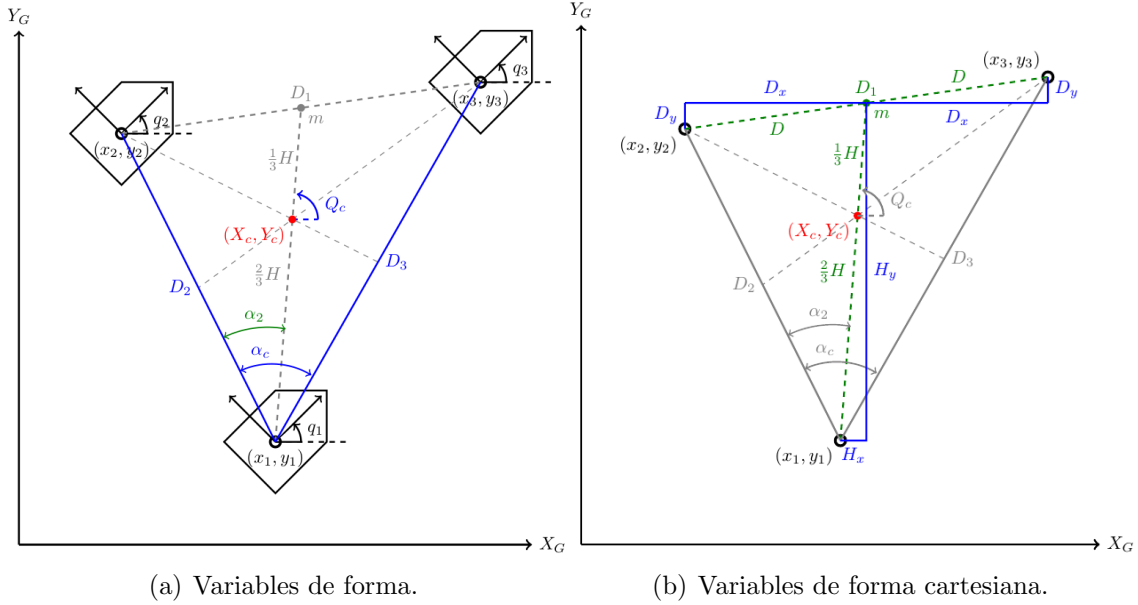 Y_G
q_3
D_1
(x_3, y_3)
m
q_2
(x_2, y_2)
1/3 H
Q_c
(X_c, Y_c)
D_3
2/3 H
D_2
α_2
α_c
q_1
(x_1, y_1)
X_G
(a) Variables de forma.
Y_G
(x_3, y_3)
D_x
D_1
D
D_y
D_y
D
m
D_x
(x_2, y_2)
1/3 H
Q_c
(X_c, Y_c)
D_3
2/3 H
H_y
D_2
α_2
α_c
(x_1, y_1)
H_x
X_G
(b) Variables de forma cartesiana.